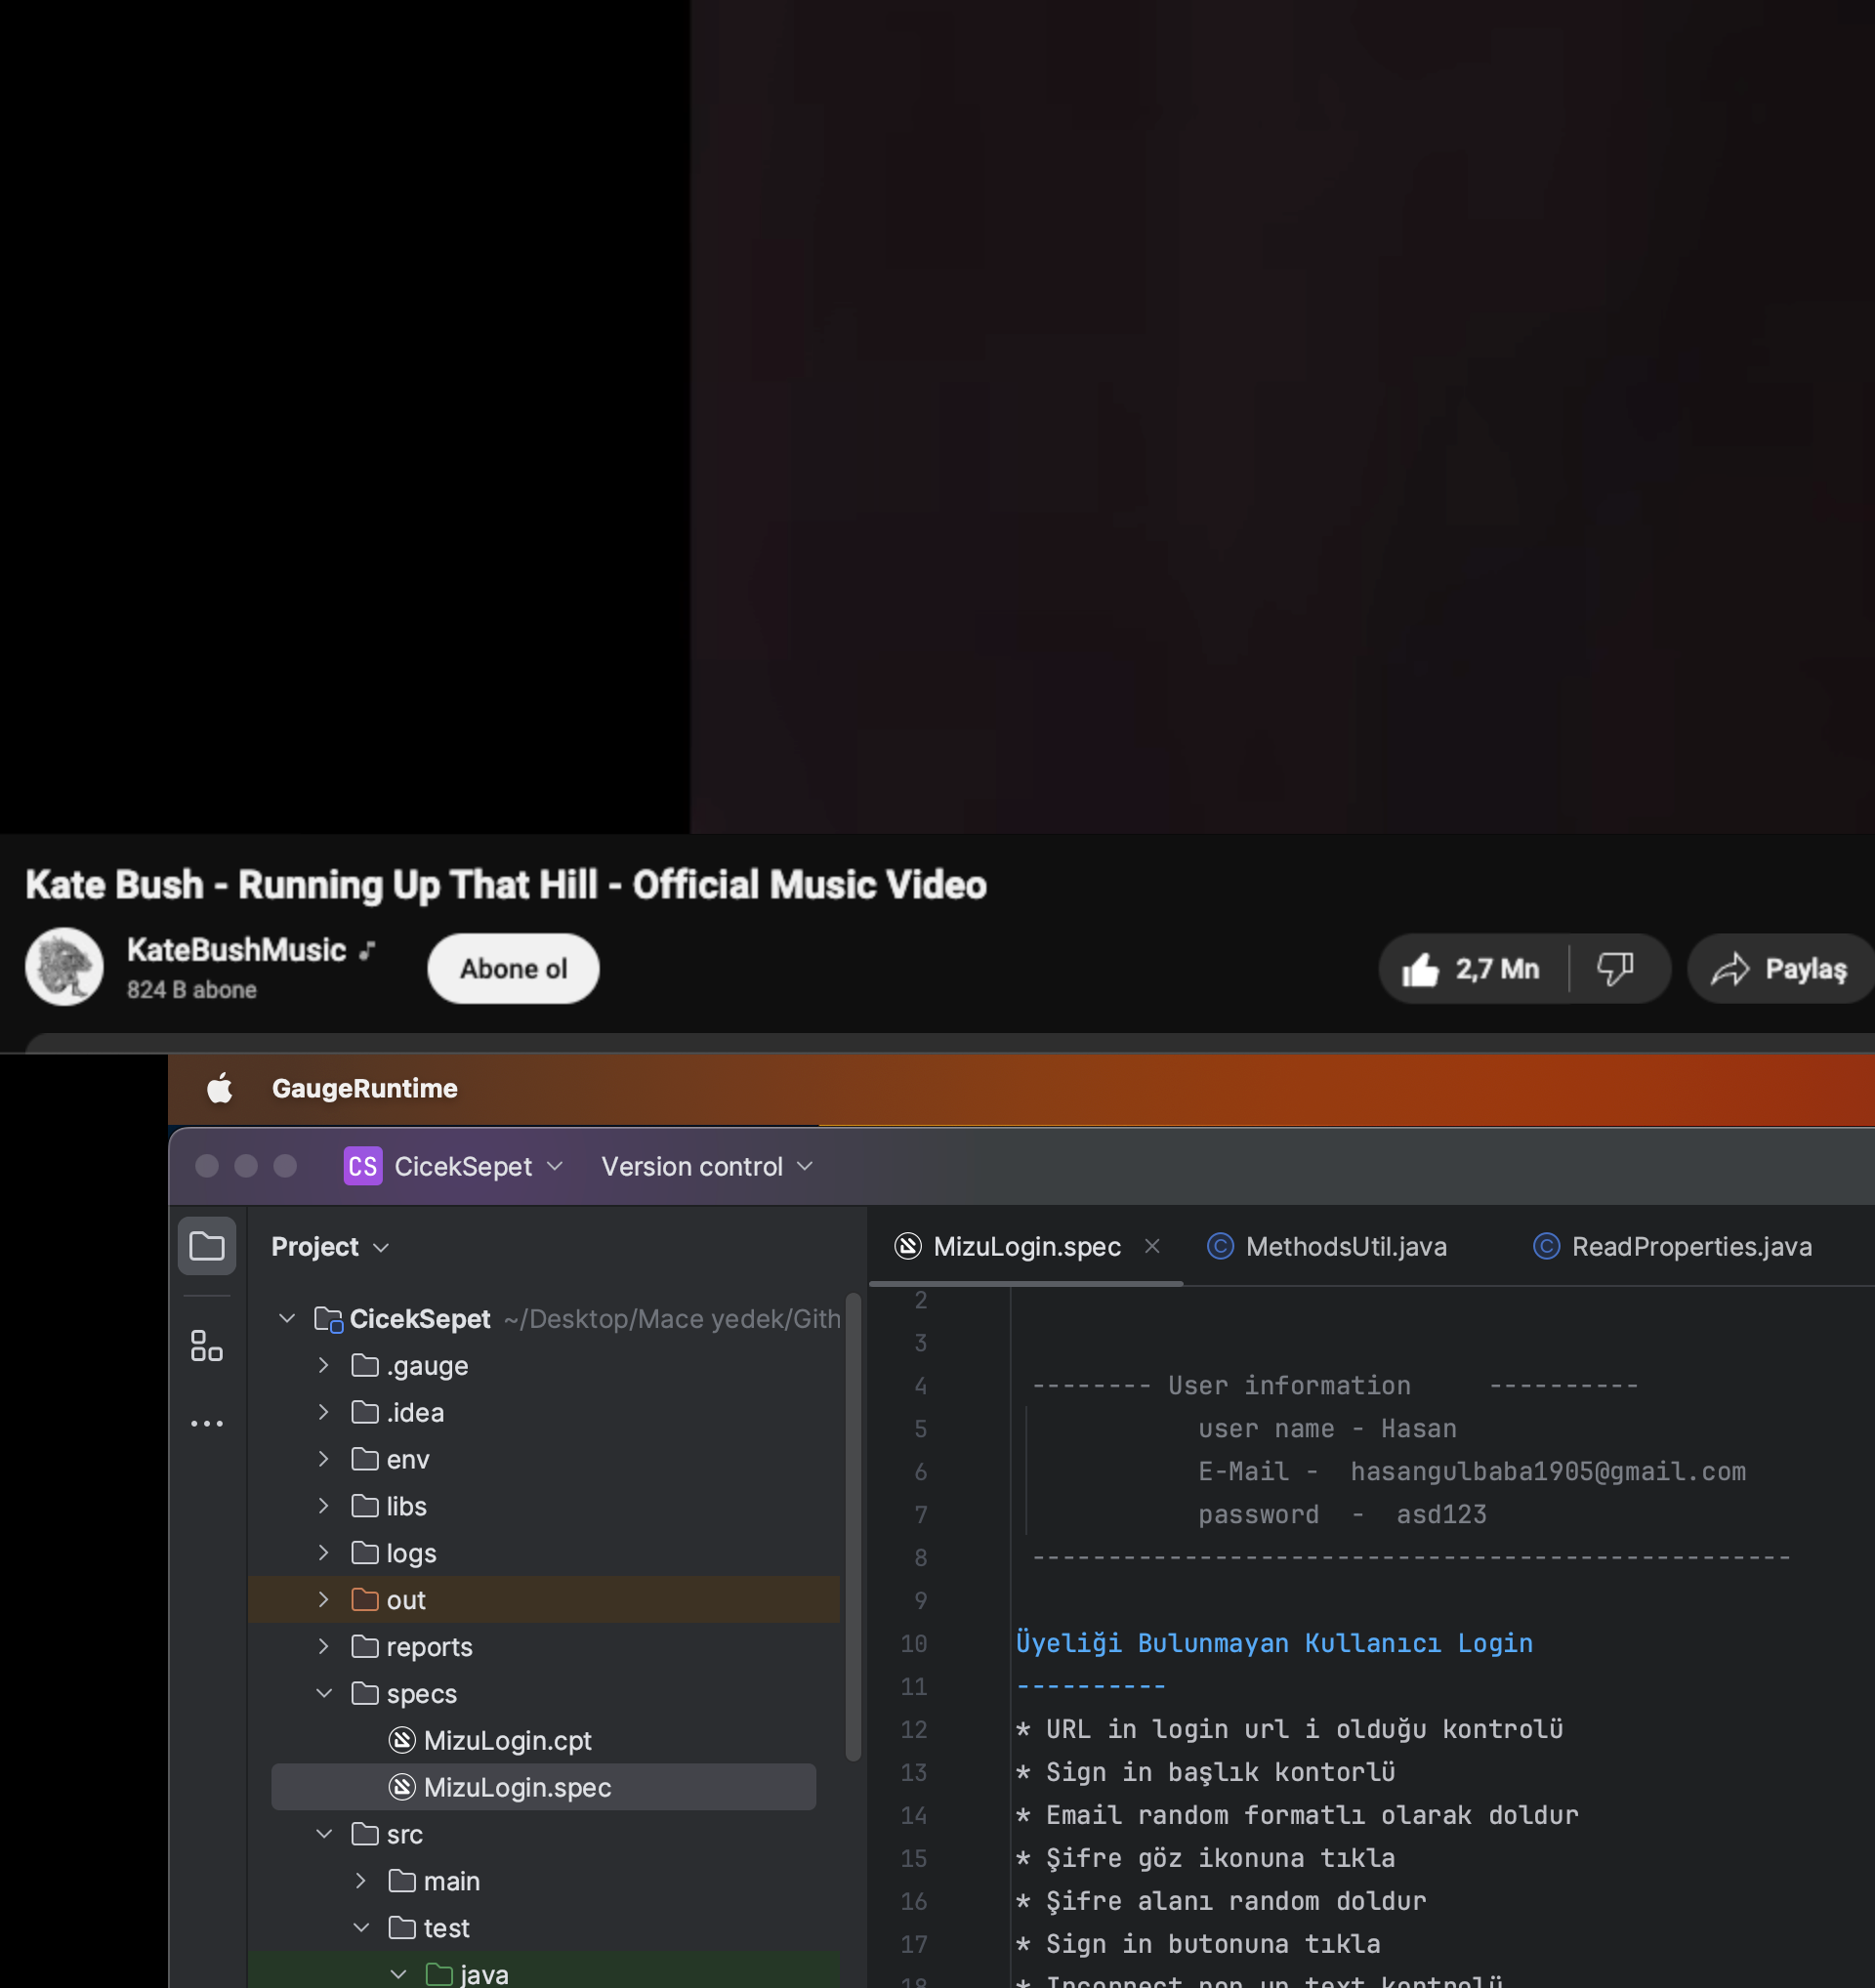 Kate Bush - Running Up That Hill - Official Music Video
KateBushMusic
824 B abone
Abone ol
2,7 Mn
Paylaş
GaugeRuntime
CS CicekSepet
Version control
Project
MizuLogin.spec
MethodsUtil.java
ReadProperties.java
CicekSepet ~/Desktop/Mace yedek/Gith
.gauge
.idea
env
libs
logs
out
reports
specs
MizuLogin.cpt
MizuLogin.spec
src
main
test
java
2
3
4 -------- User information ----------
5 user name - Hasan
6 E-Mail - hasangulbaba1905@gmail.com
7 password - asd123
8 --------------------------------------------------
9
10 Üyeliği Bulunmayan Kullanıcı Login
11 ----------
12 * URL in login url i olduğu kontrolü
13 * Sign in başlık kontorlü
14 * Email random formatlı olarak doldur
15 * Şifre göz ikonuna tıkla
16 * Şifre alanı random doldur
17 * Sign in butonuna tıkla
18 * Incorrect pop up text kontrolü